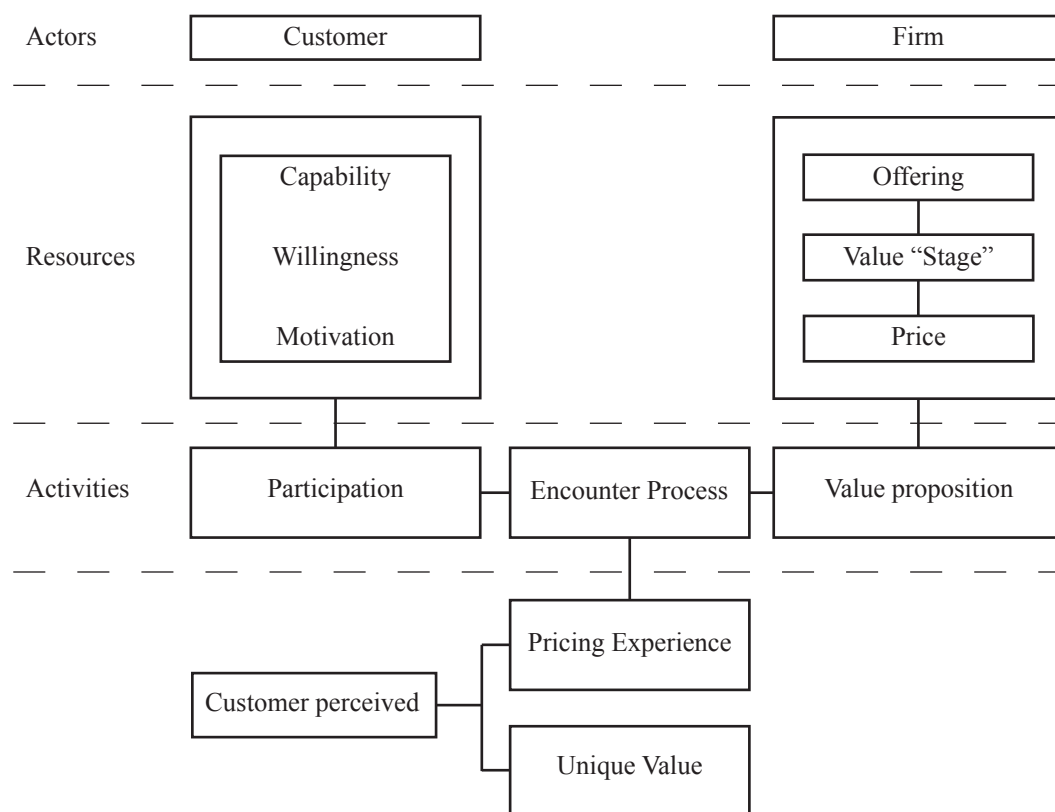 Actors
Customer
Firm
Resources
Capability
Willingness
Motivation
Offering
Value “Stage”
Price
Activities
Participation
Encounter Process
Value proposition
Pricing Experience
Customer perceived
Unique Value